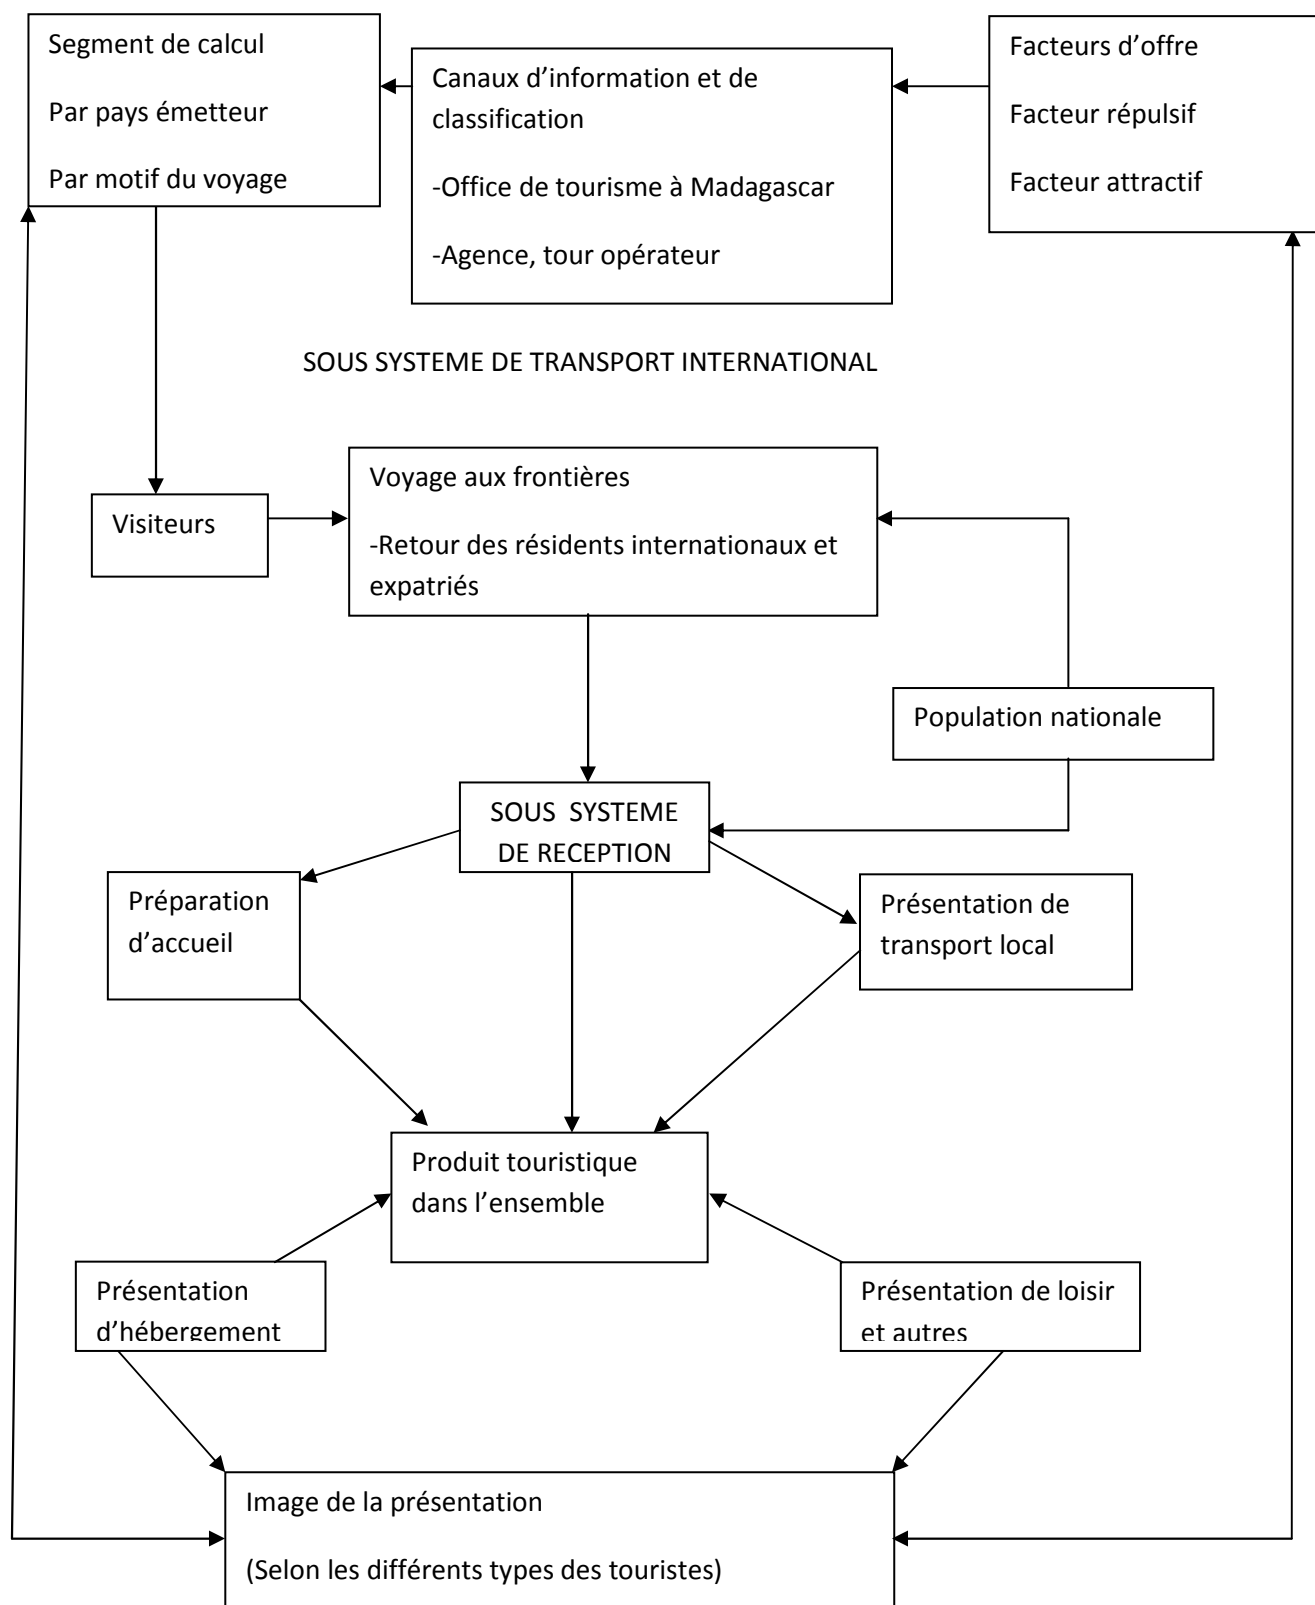 Segment de calcul
Par pays émetteur
Par motif du voyage
Canaux d’information et de
classification
-Office de tourisme à Madagascar
-Agence, tour opérateur
Facteurs d’offre
Facteur répulsif
Facteur attractif
SOUS SYSTEME DE TRANSPORT INTERNATIONAL
Visiteurs
Voyage aux frontières
-Retour des résidents internationaux et
expatriés
Population nationale
SOUS  SYSTEME
DE RECEPTION
Préparation
d’accueil
Présentation de
transport local
Produit touristique
dans l’ensemble
Présentation
d’hébergement
Présentation de loisir
et autres
Image de la présentation
(Selon les différents types des touristes)